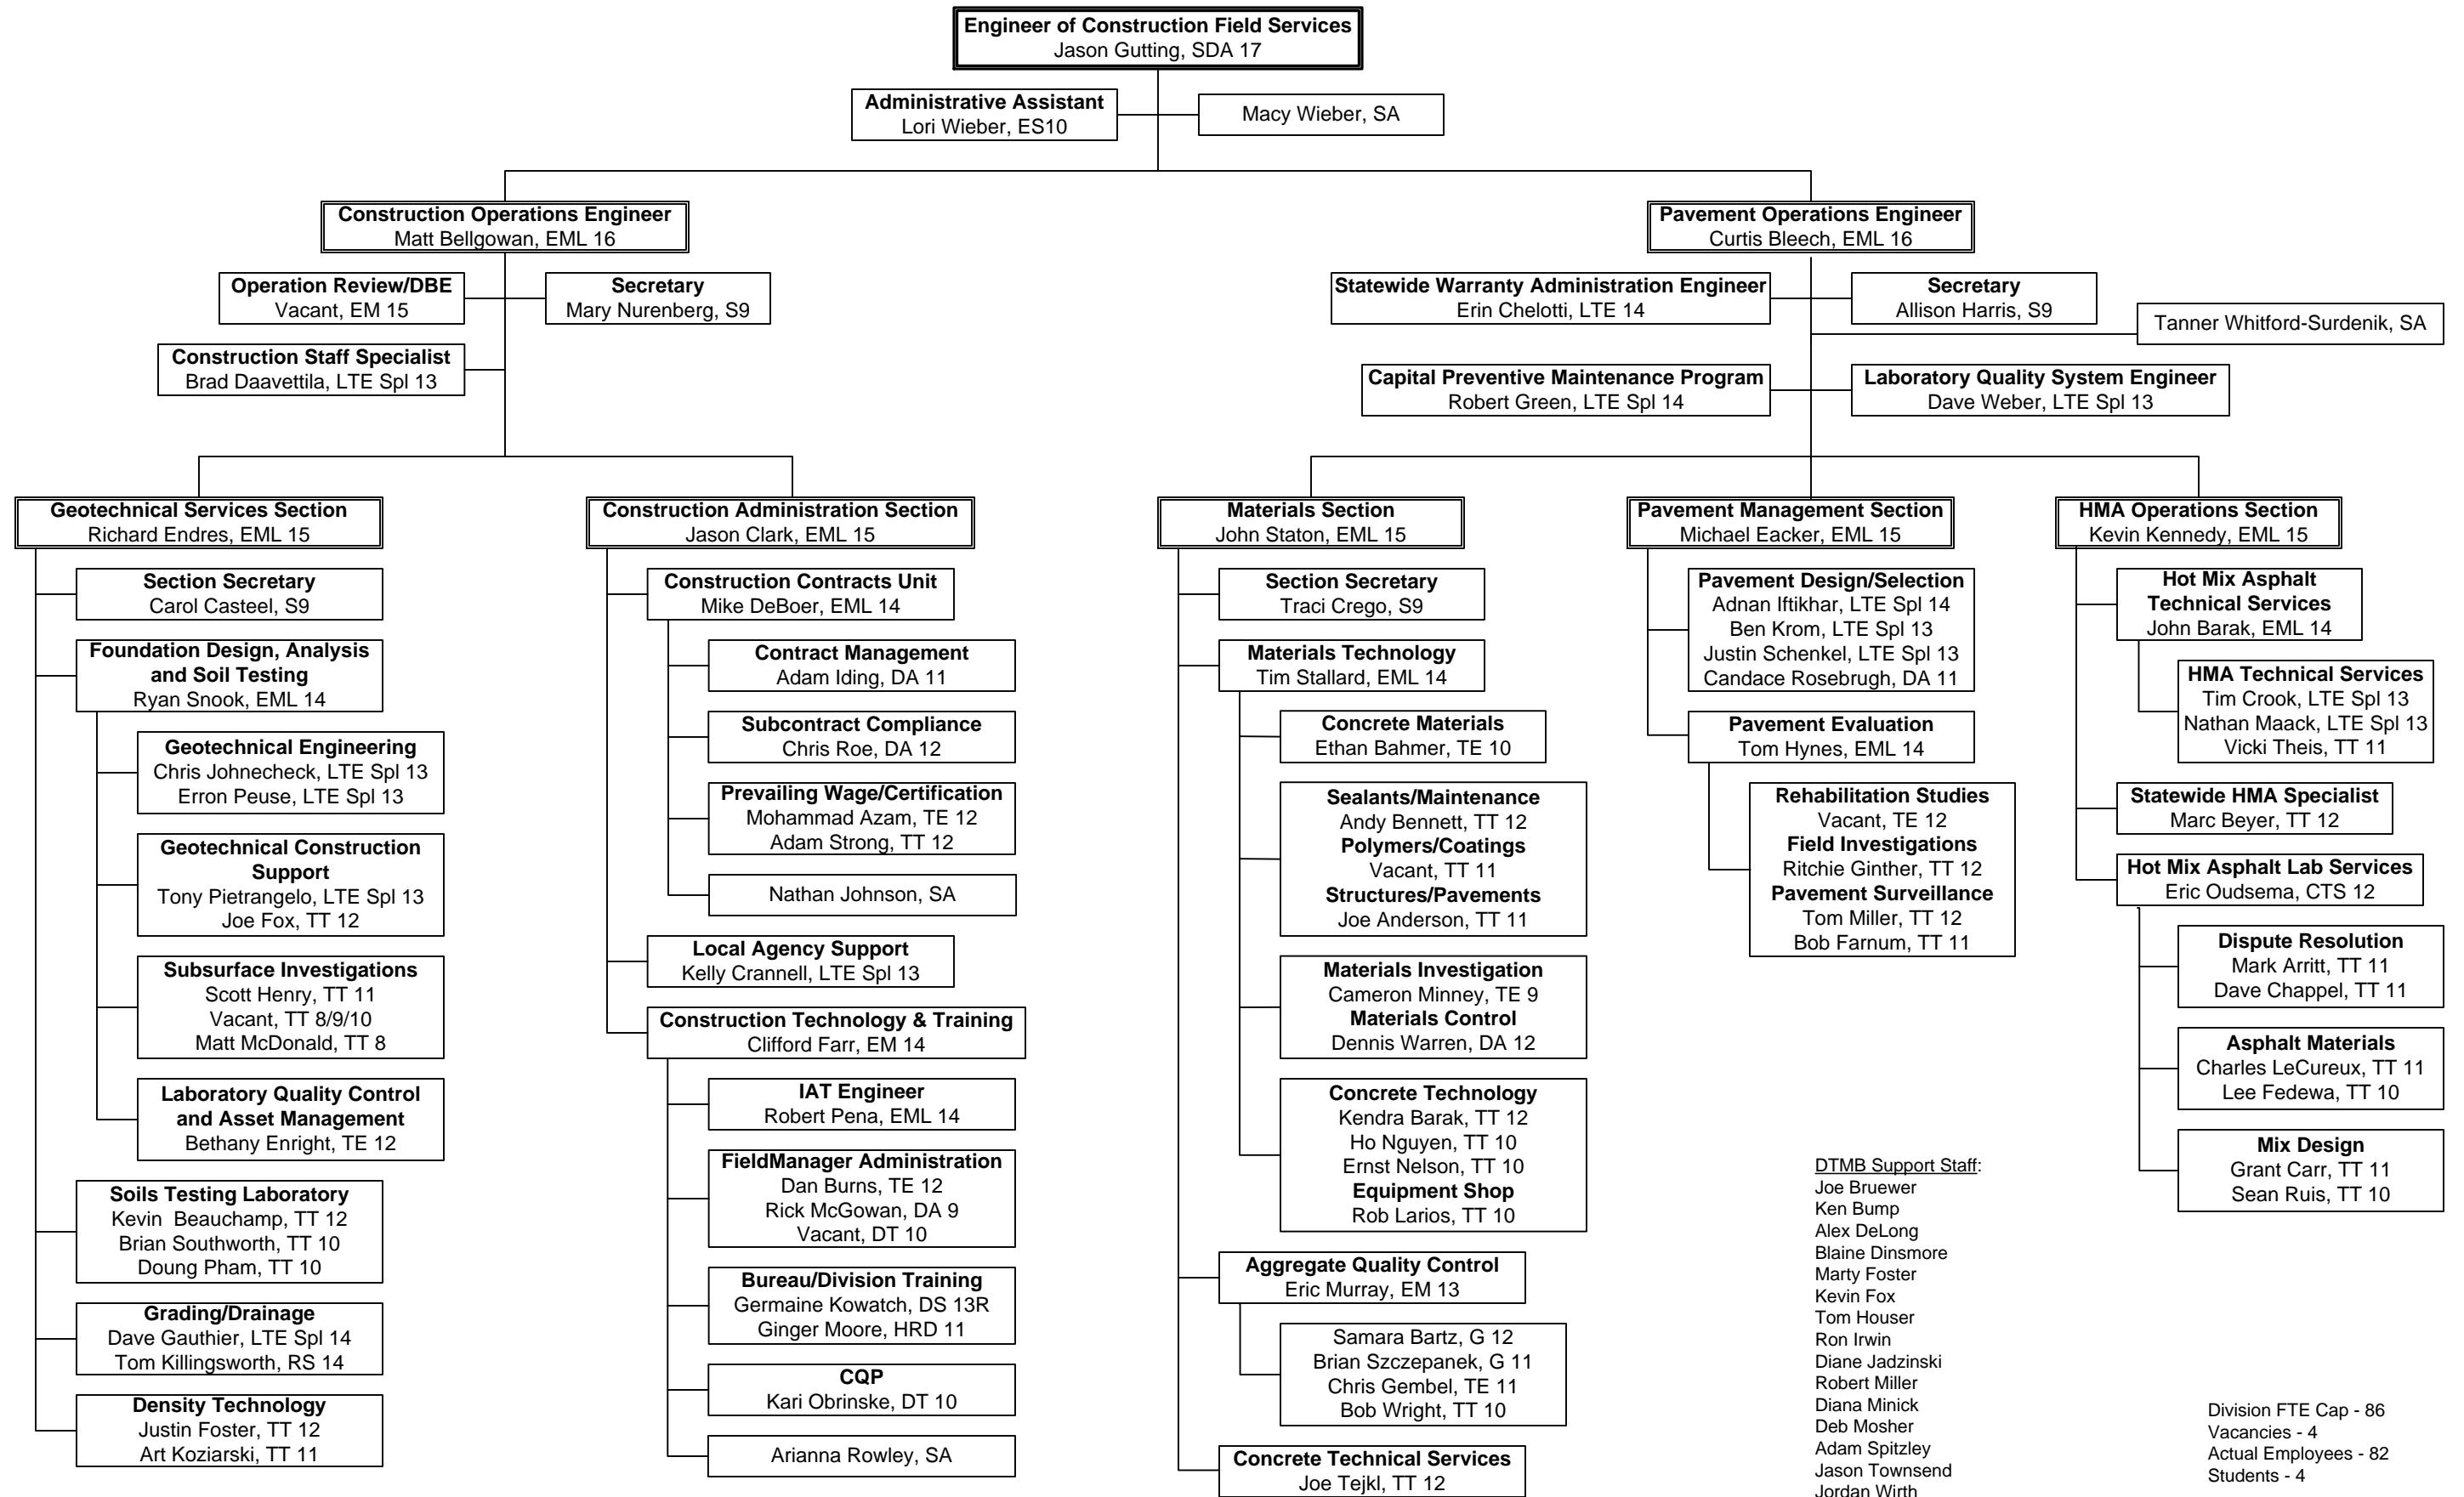 Engineer of Construction Field Services
Jason Gutting, SDA 17
Administrative Assistant
Lori Wieber, ES10
Macy Wieber, SA
Construction Operations Engineer
Matt Bellgowan, EML 16
Operation Review/DBE
Vacant, EM 15
Secretary
Mary Nurenberg, S9
Construction Staff Specialist
Brad Daavettila, LTE Spl 13
Pavement Operations Engineer
Curtis Bleech, EML 16
Statewide Warranty Administration Engineer
Erin Chelotti, LTE 14
Secretary
Allison Harris, S9
Tanner Whitford-Surdenik, SA
Capital Preventive Maintenance Program
Robert Green, LTE Spl 14
Laboratory Quality System Engineer
Dave Weber, LTE Spl 13
Geotechnical Services Section
Richard Endres, EML 15
Section Secretary
Carol Casteel, S9
Foundation Design, Analysis
and Soil Testing
Ryan Snook, EML 14
Geotechnical Engineering
Chris Johnecheck, LTE Spl 13
Erron Peuse, LTE Spl 13
Geotechnical Construction
Support
Tony Pietrangelo, LTE Spl 13
Joe Fox, TT 12
Subsurface Investigations
Scott Henry, TT 11
Vacant, TT 8/9/10
Matt McDonald, TT 8
Laboratory Quality Control
and Asset Management
Bethany Enright, TE 12
Soils Testing Laboratory
Kevin  Beauchamp, TT 12
Brian Southworth, TT 10
Doung Pham, TT 10
Grading/Drainage
Dave Gauthier, LTE Spl 14
Tom Killingsworth, RS 14
Density Technology
Justin Foster, TT 12
Art Koziarski, TT 11
Construction Administration Section
Jason Clark, EML 15
Construction Contracts Unit
Mike DeBoer, EML 14
Contract Management
Adam Iding, DA 11
Subcontract Compliance
Chris Roe, DA 12
Prevailing Wage/Certification
Mohammad Azam, TE 12
Adam Strong, TT 12
Nathan Johnson, SA
Local Agency Support
Kelly Crannell, LTE Spl 13
Construction Technology & Training
Clifford Farr, EM 14
IAT Engineer
Robert Pena, EML 14
FieldManager Administration
Dan Burns, TE 12
Rick McGowan, DA 9
Vacant, DT 10
Bureau/Division Training
Germaine Kowatch, DS 13R
Ginger Moore, HRD 11
CQP
Kari Obrinske, DT 10
Arianna Rowley, SA
Materials Section
John Staton, EML 15
Section Secretary
Traci Crego, S9
Materials Technology
Tim Stallard, EML 14
Concrete Materials
Ethan Bahmer, TE 10
Sealants/Maintenance
Andy Bennett, TT 12
Polymers/Coatings
Vacant, TT 11
Structures/Pavements
Joe Anderson, TT 11
Materials Investigation
Cameron Minney, TE 9
Materials Control
Dennis Warren, DA 12
Concrete Technology
Kendra Barak, TT 12
Ho Nguyen, TT 10
Ernst Nelson, TT 10
Equipment Shop
Rob Larios, TT 10
Aggregate Quality Control
Eric Murray, EM 13
Samara Bartz, G 12
Brian Szczepanek, G 11
Chris Gembel, TE 11
Bob Wright, TT 10
Concrete Technical Services
Joe Tejkl, TT 12
Pavement Management Section
Michael Eacker, EML 15
Pavement Design/Selection
Adnan Iftikhar, LTE Spl 14
Ben Krom, LTE Spl 13
Justin Schenkel, LTE Spl 13
Candace Rosebrugh, DA 11
Pavement Evaluation
Tom Hynes, EML 14
Rehabilitation Studies
Vacant, TE 12
Field Investigations
Ritchie Ginther, TT 12
Pavement Surveillance
Tom Miller, TT 12
Bob Farnum, TT 11
HMA Operations Section
Kevin Kennedy, EML 15
Hot Mix Asphalt
Technical Services
John Barak, EML 14
HMA Technical Services
Tim Crook, LTE Spl 13
Nathan Maack, LTE Spl 13
Vicki Theis, TT 11
Statewide HMA Specialist
Marc Beyer, TT 12
Hot Mix Asphalt Lab Services
Eric Oudsema, CTS 12
Dispute Resolution
Mark Arritt, TT 11
Dave Chappel, TT 11
Asphalt Materials
Charles LeCureux, TT 11
Lee Fedewa, TT 10
Mix Design
Grant Carr, TT 11
Sean Ruis, TT 10
DTMB Support Staff:
Joe Bruewer
Ken Bump
Alex DeLong
Blaine Dinsmore
Marty Foster
Kevin Fox
Tom Houser
Ron Irwin
Diane Jadzinski
Robert Miller
Diana Minick
Deb Mosher
Adam Spitzley
Jason Townsend
Jordan Wirth
Division FTE Cap - 86
Vacancies - 4
Actual Employees - 82
Students - 4